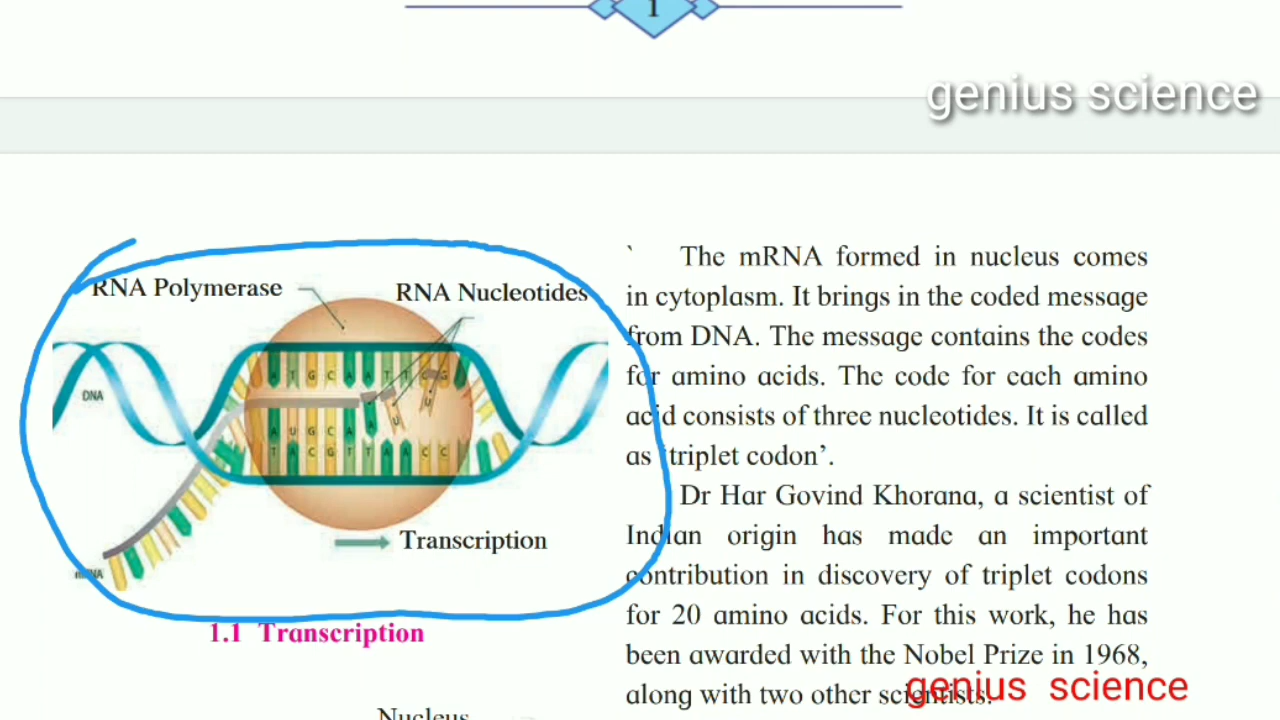 1
genius science
RNA Polymerase
RNA Nucleotides
DNA
A T G C A A T T C G
U
A U G C A A U
T A C G T T A A C C
Transcription
mRNA
1.1 Transcription
Nucleus
` The mRNA formed in nucleus comes
in cytoplasm. It brings in the coded message
from DNA. The message contains the codes
for amino acids. The code for each amino
acid consists of three nucleotides. It is called
as ‘triplet codon’.
Dr Har Govind Khorana, a scientist of
Indian origin has made an important
contribution in discovery of triplet codons
for 20 amino acids. For this work, he has
been awarded with the Nobel Prize in 1968,
along with two other scientists.
genius science